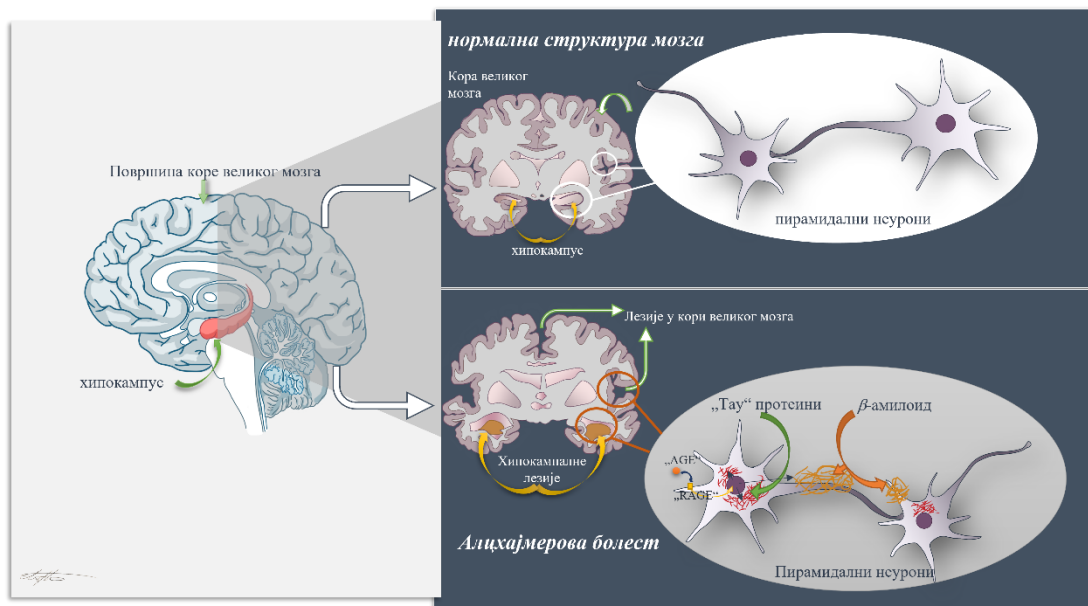 Површина коре великог мозга
хипокампус
нормална структура мозга
Кора великог
мозга
хипокампус
пирамидални неурони
Лезије у кори великог мозга
„Тау“ протеини
β-амилоид
„AGE“
„RAGE“
Хипокампалне
лезије
Алцхајмерова болест
Пирамидални неурони